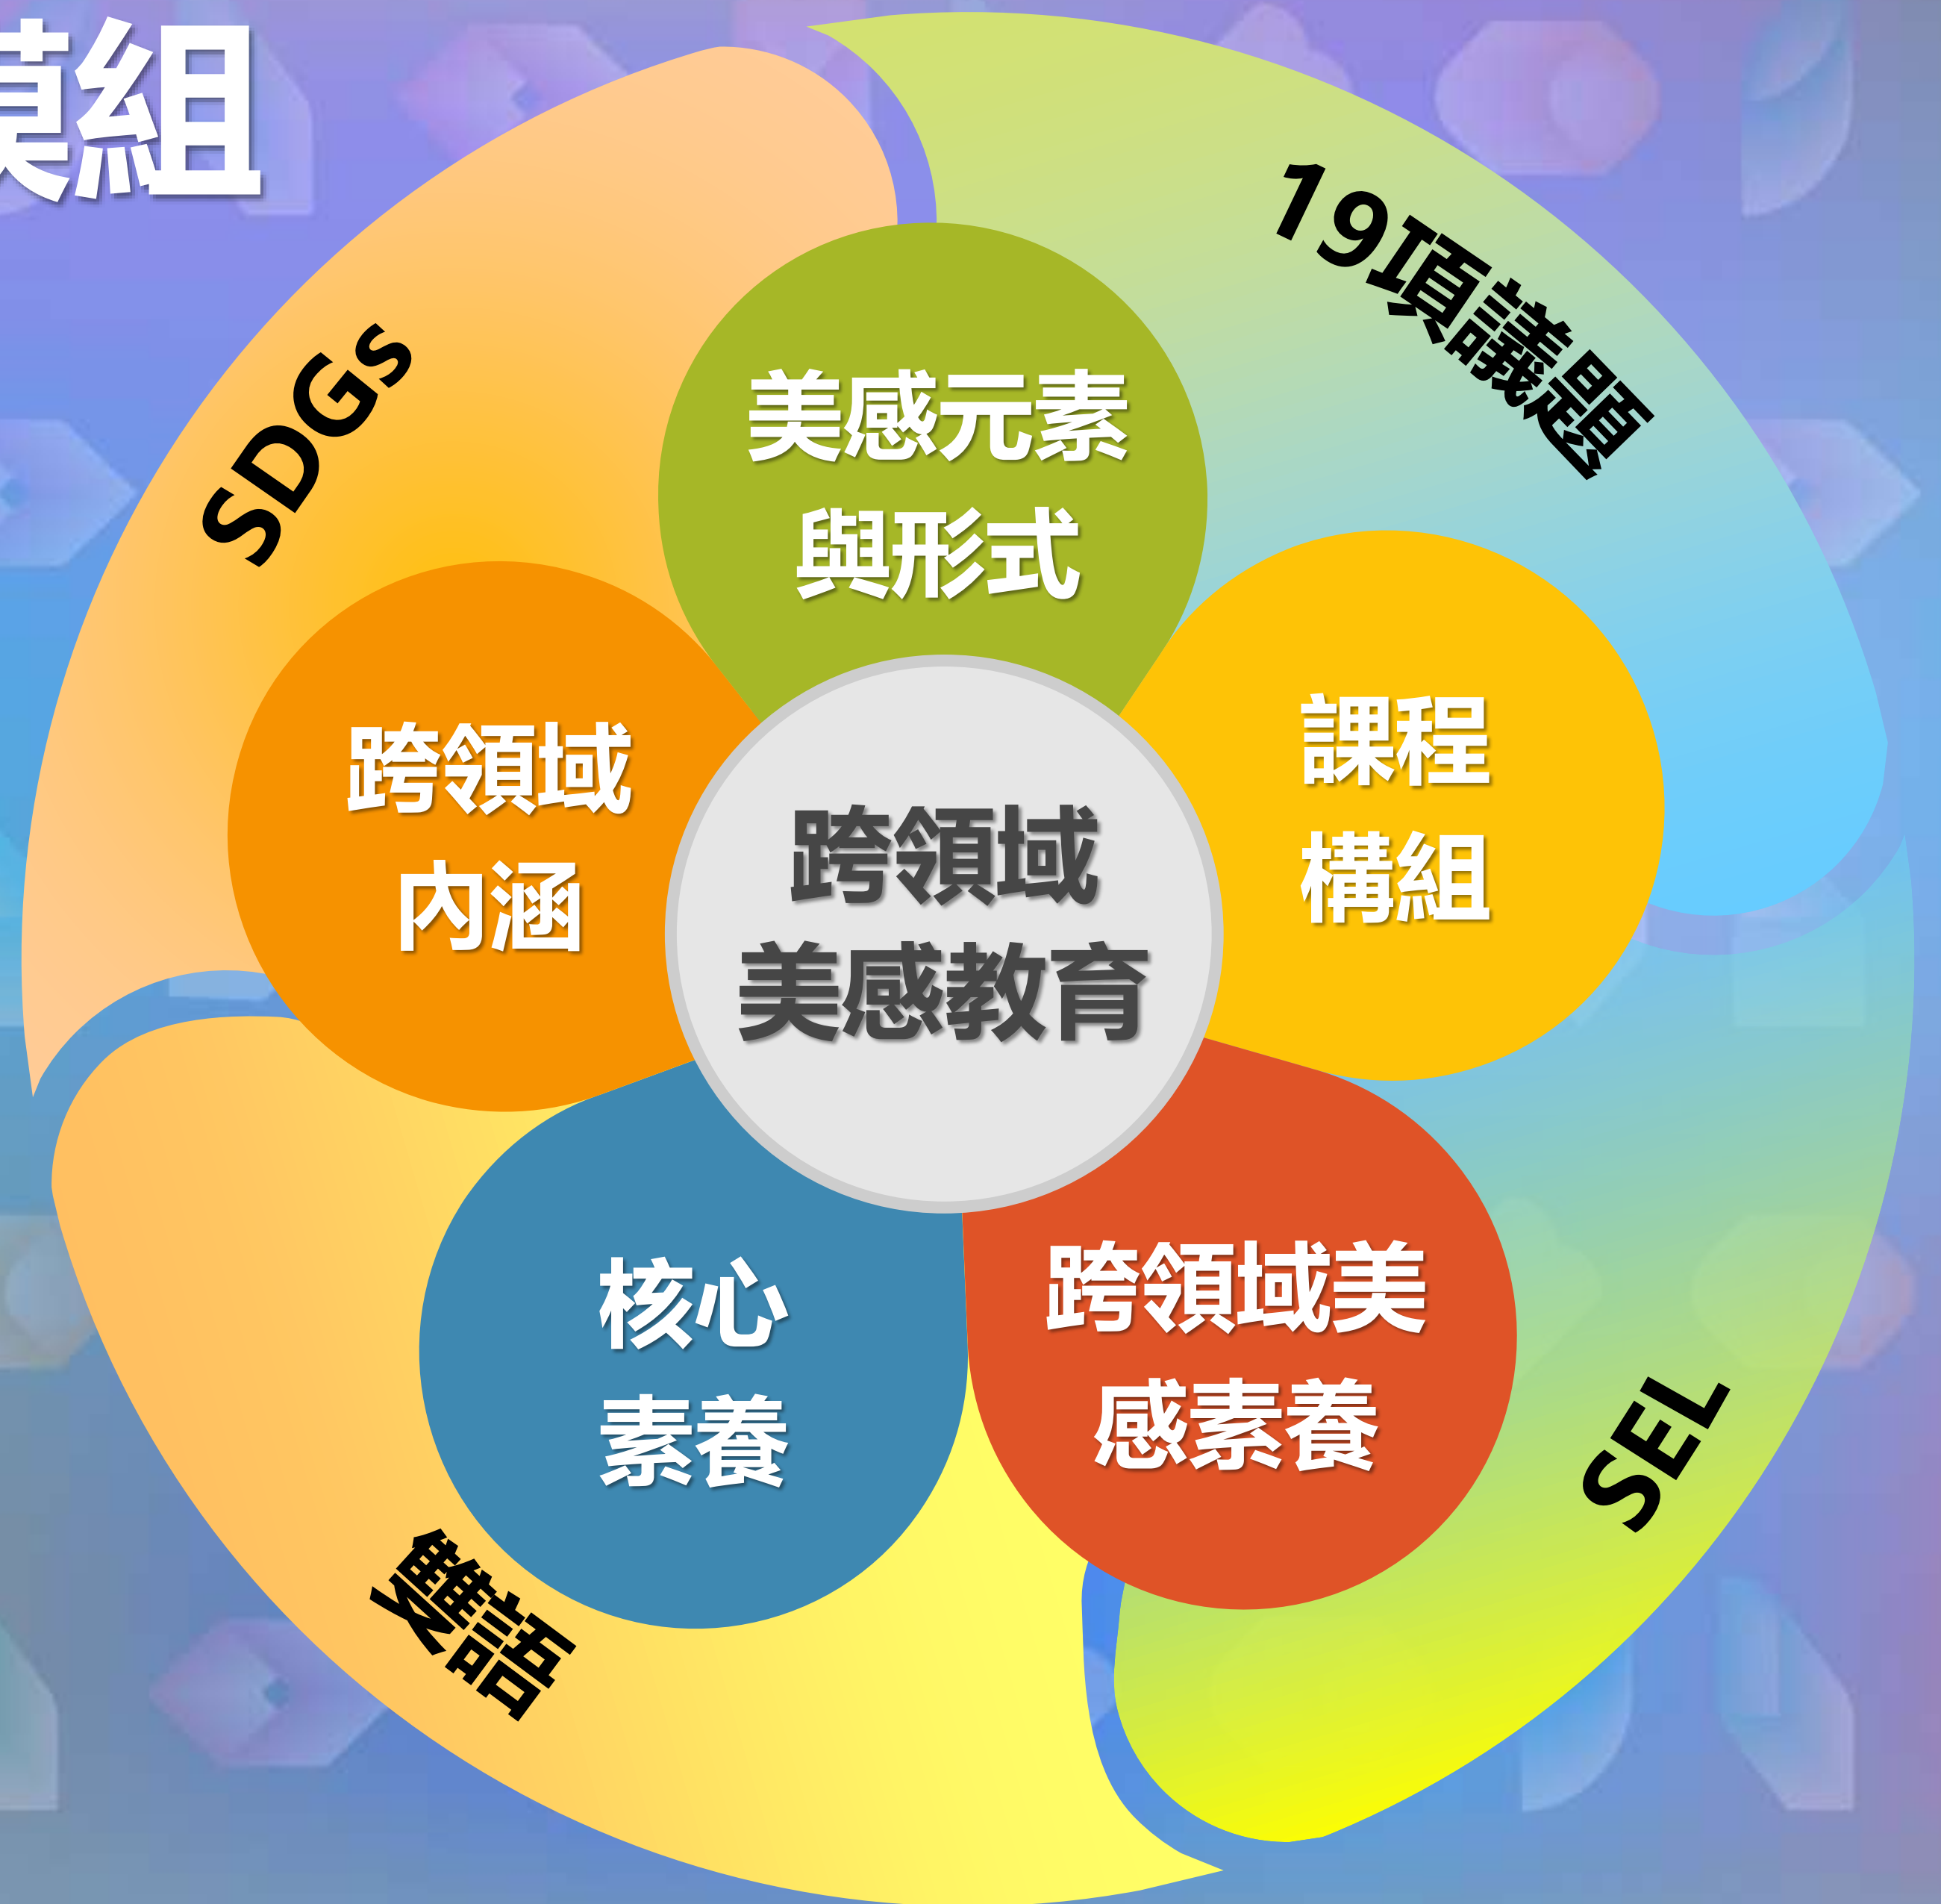 模組
SDGs
19項議題
美感元素
與形式
跨領域
內涵
課程
構組
跨領域
美感教育
核心
素養
跨領域美
感素養
雙語
SEL